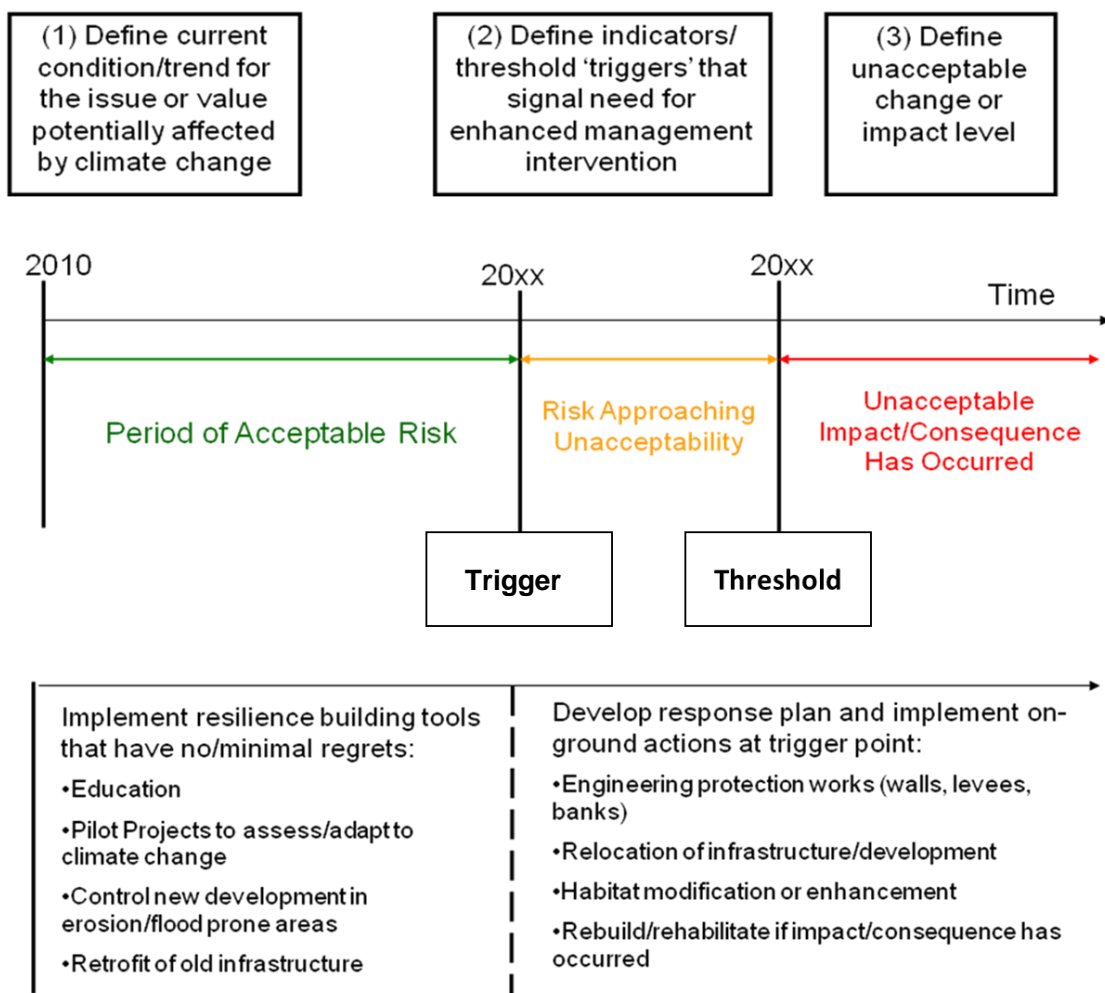 (1) Define current
condition/trend for
the issue or value
potentially affected
by climate change
(2) Define indicators/
threshold ‘triggers’ that
signal need for
enhanced management
intervention
(3) Define
unacceptable
change or
impact level
2010
20xx
20xx
Time
Period of Acceptable Risk
Risk Approaching
Unacceptability
Unacceptable
Impact/Consequence
Has Occurred
Trigger
Threshold
Implement resilience building tools
that have no/minimal regrets:
•Education
•Pilot Projects to assess/adapt to
climate change
•Control new development in
erosion/flood prone areas
•Retrofit of old infrastructure
Develop response plan and implement on-
ground actions at trigger point:
•Engineering protection works (walls, levees,
banks)
•Relocation of infrastructure/development
•Habitat modification or enhancement
•Rebuild/rehabilitate if impact/consequence has
occurred